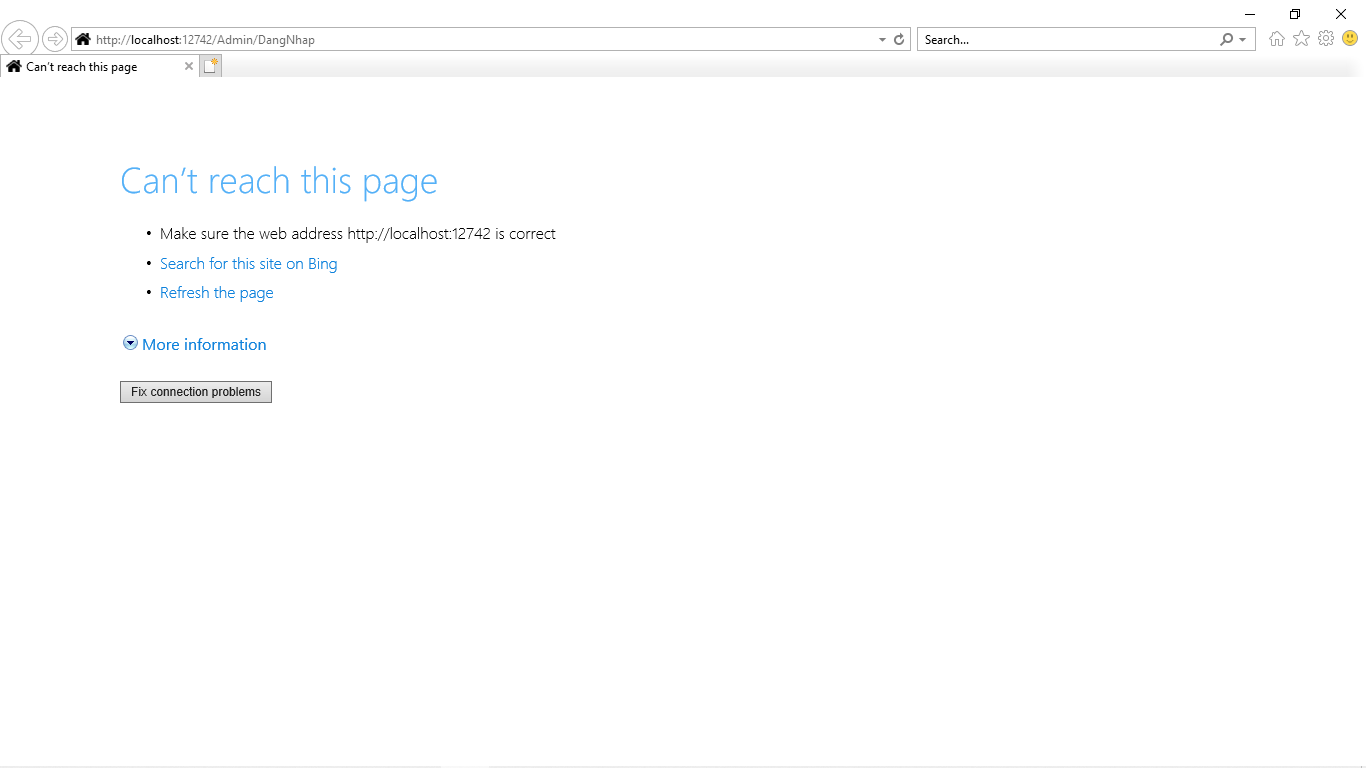 http://localhost:12742/Admin/DangNhap
Search...
Can't reach this page
Can't reach this page
Make sure the web address http://localhost:12742 is correct
Search for this site on Bing
Refresh the page
More information
Fix connection problems